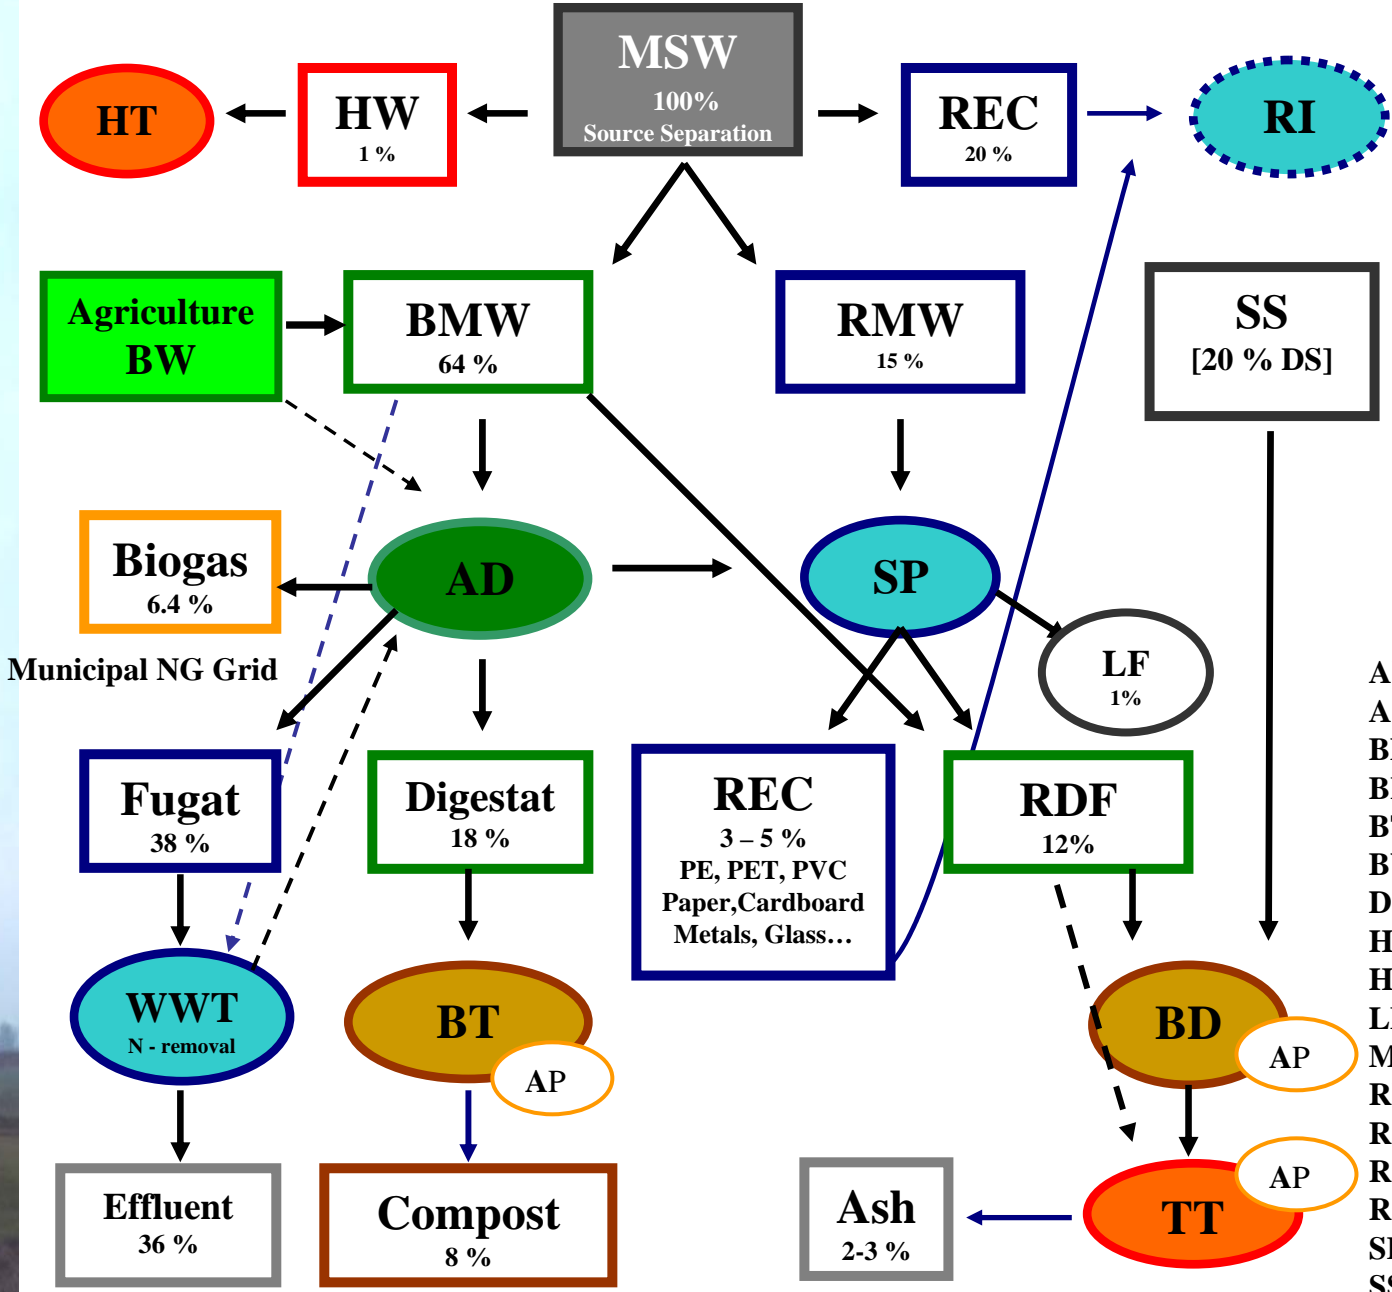 MSW
100%
Source Separation
HT
HW
1 %
REC
20 %
RI
Agriculture
BW
BMW
64 %
RMW
15 %
SS
[20 % DS]
Biogas
6.4 %
AD
SP
LF
1%
Municipal NG Grid
Fugat
38 %
Digestat
18 %
REC
3 – 5 %
PE, PET, PVC
Paper,Cardboard
Metals, Glass…
RDF
12%
WWT
N - removal
BT
AP
BD
AP
Effluent
36 %
Compost
8 %
Ash
2-3 %
TT
AP
A
A
D
H
H
M
R
R
R
R